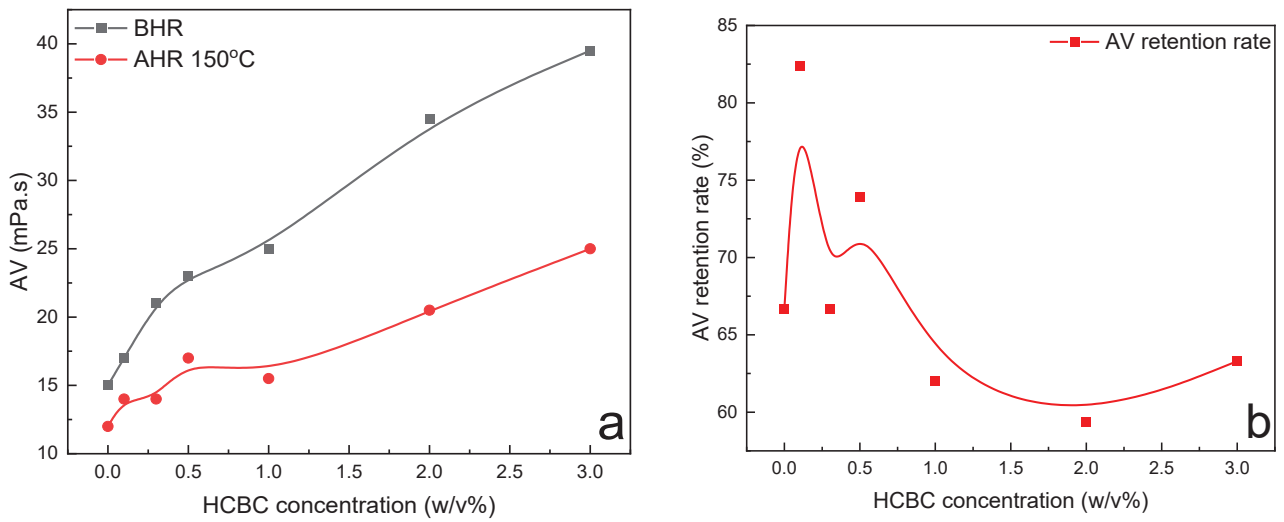 BHR
AHR 150°C
40
35
30
25
20
15
10
AV (mPa.s)
0.0 0.5 1.0 1.5 2.0 2.5 3.0
HCBC concentration (w/v%)
a
AV retention rate
85
80
75
70
65
60
AV retention rate (%)
0.0 0.5 1.0 1.5 2.0 2.5 3.0
HCBC concentration (w/v%)
b